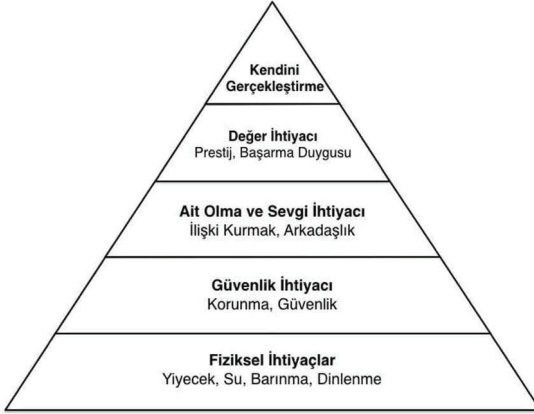 Kendini
Gerçekleştirme
Değer İhtiyacı
Prestij, Başarma Duygusu
Ait Olma ve Sevgi İhtiyacı
İlişki Kurmak, Arkadaşlık
Güvenlik İhtiyacı
Korunma, Güvenlik
Fiziksel İhtiyaçlar
Yiyecek, Su, Barınma, Dinlenme